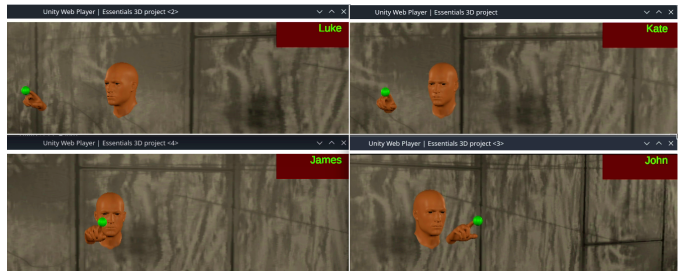 Unity Web Player | Essentials 3D project <2>
Luke
Unity Web Player | Essentials 3D project
Kate
Unity Web Player | Essentials 3D project <4>
James
Unity Web Player | Essentials 3D project <3>
John